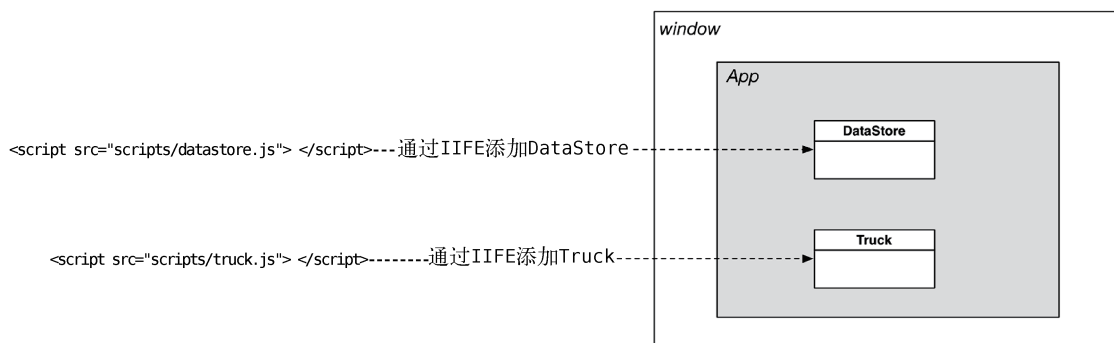 window
App
DataStore
<script src="scripts/datastore.js"> </script>----通过IIFE添加DataStore
Truck
<script src="scripts/truck.js"> </script>--------通过IIFE添加Truck